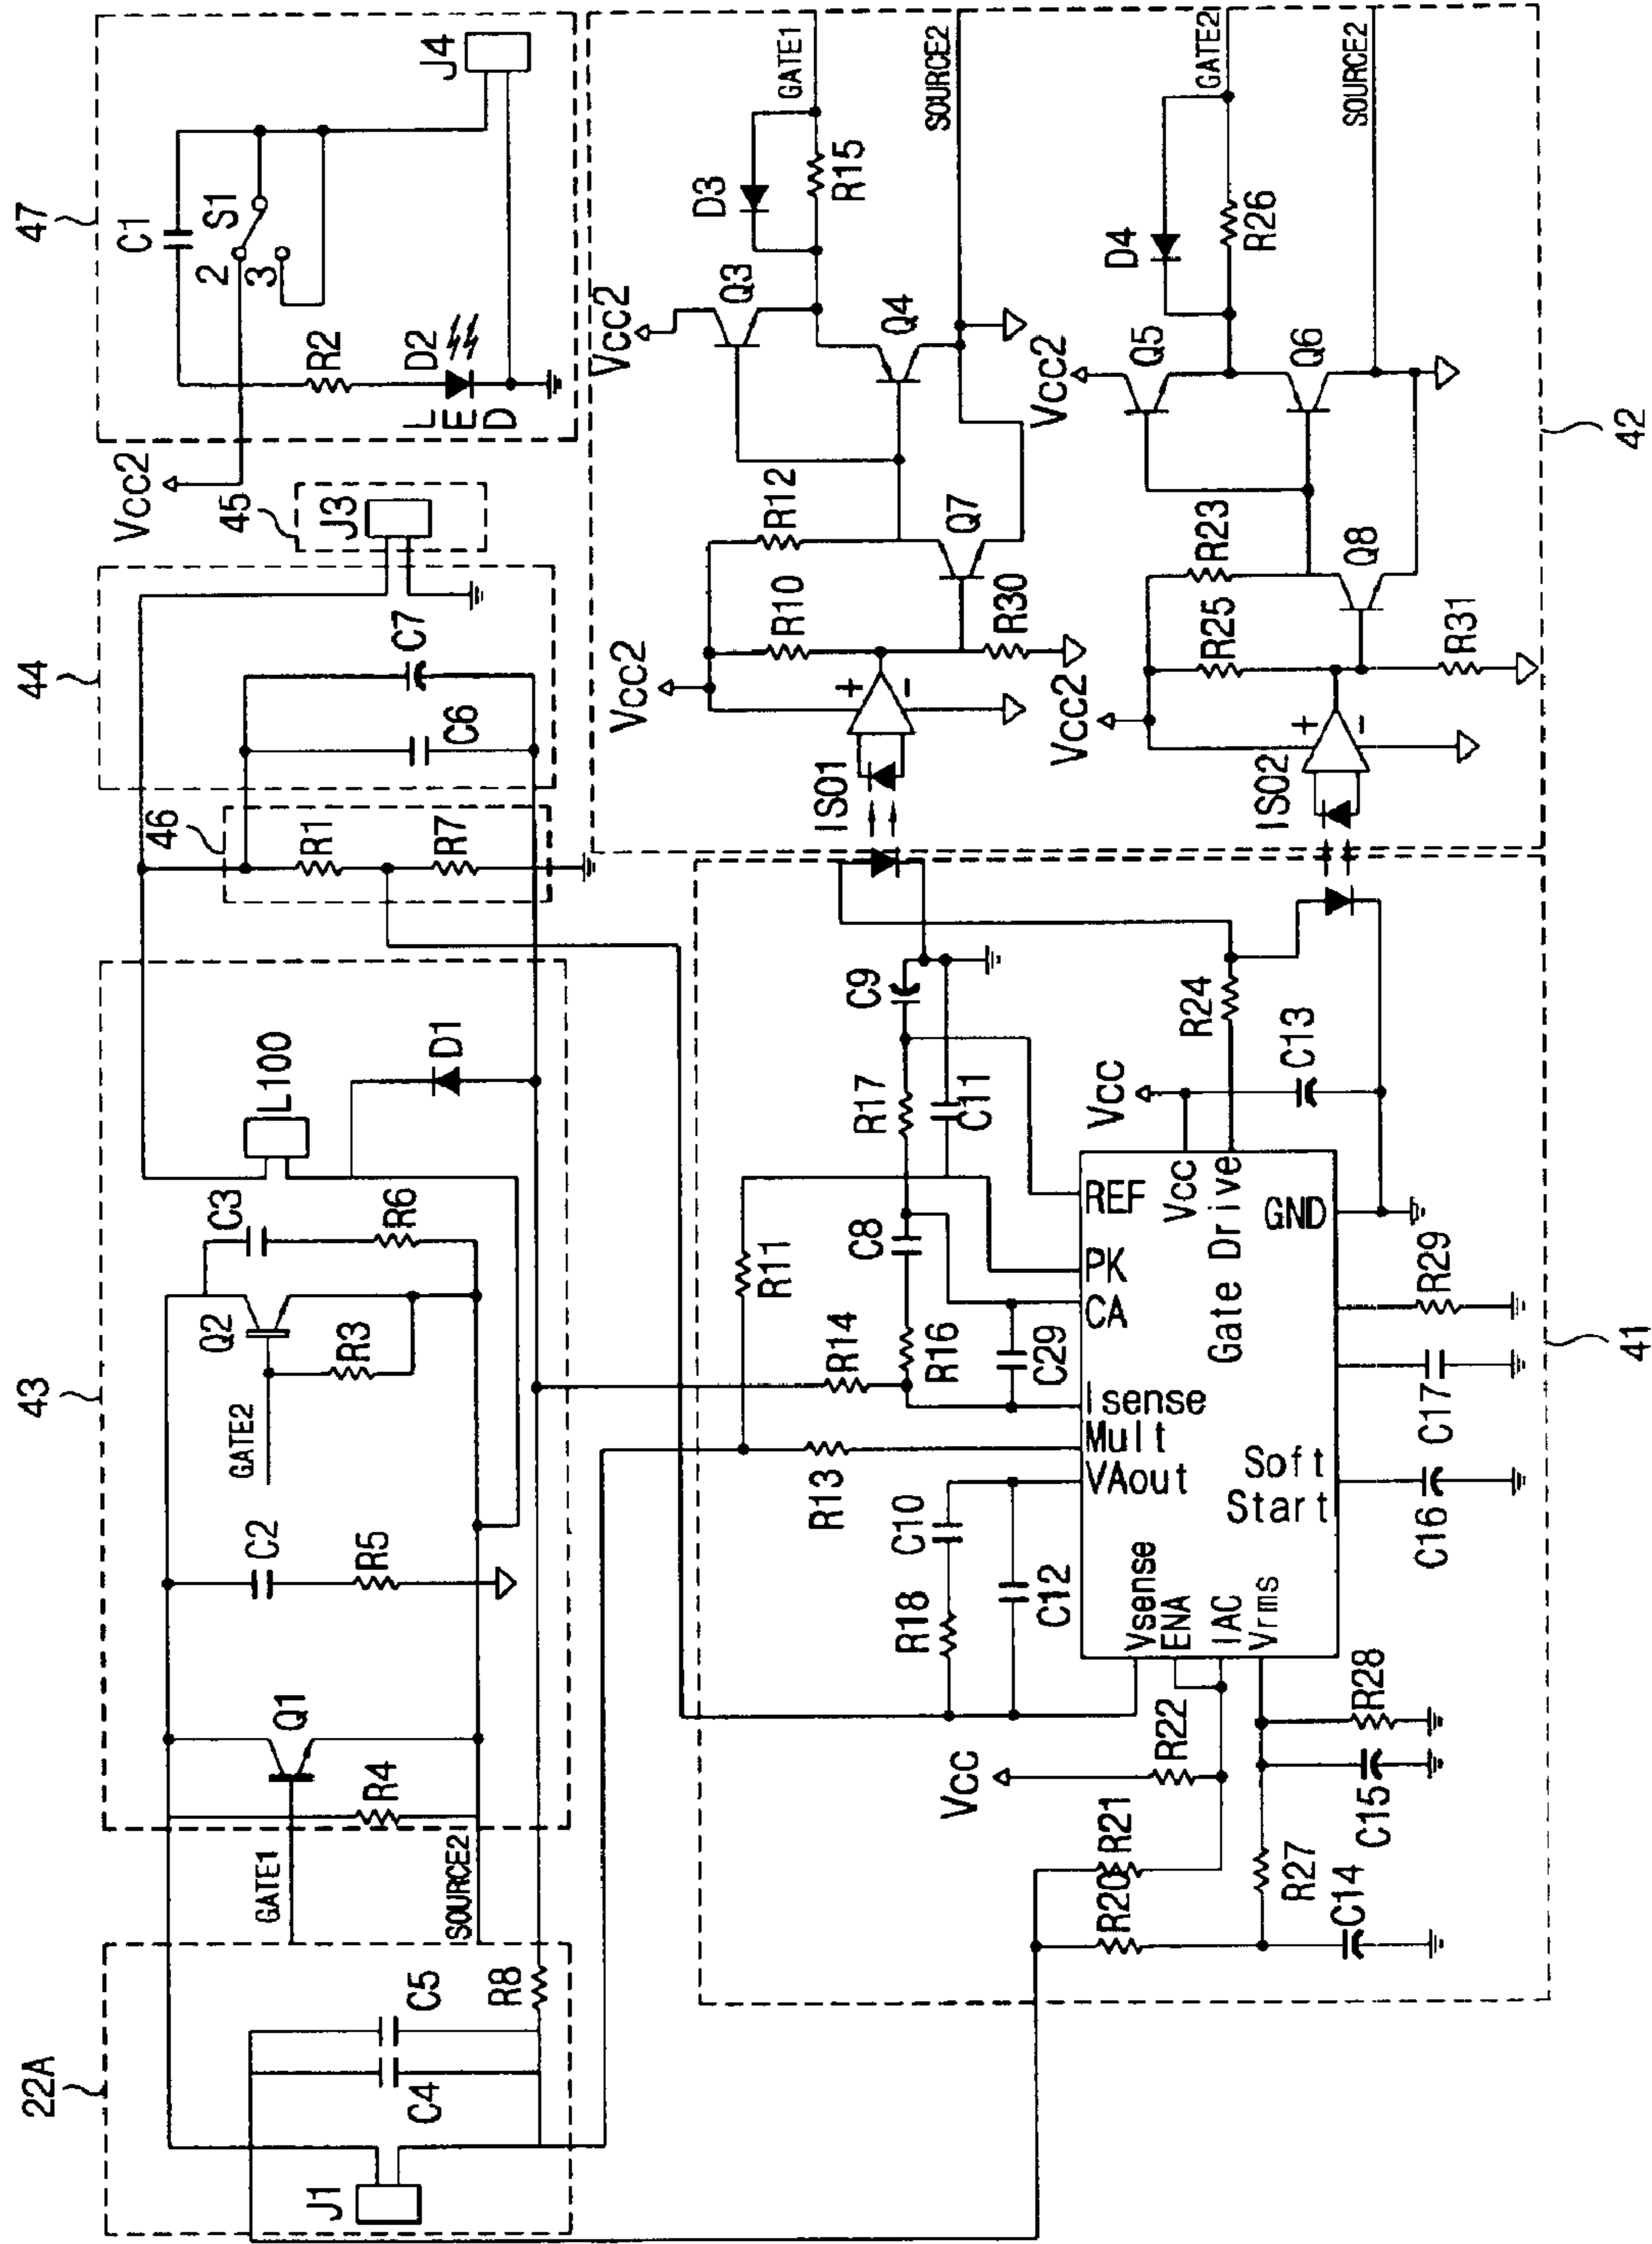 47
C1
S1
2
3
R2
D2
LED
J4
Vcc2
45
J3
44
C7
C6
46
R1
R7
43
L100
D1
C3
R6
Q2
R3
GATE2
C2
R5
Q1
R4
GATE1
SOURCE2
22A
C5
C4
R8
J1
GATE1
D3
R15
SOURCE2
Vcc2
Q3
Q4
R12
Q7
R10
R30
Vcc2
+
-
ISO1
GATE2
D4
R26
SOURCE2
Vcc2
Q5
Q6
R23
Q8
R25
R31
Vcc2
+
-
ISO2
42
C9
R17
C11
R24
Vcc
C13
R11
C8
R14
R16
C29
R13
C10
R18
C12
REF
PK
CA
Isense
Mult
VAout
Vcc
Gate Drive
GND
Soft
Start
Vsense
ENA
IAC
Vrms
R29
C17
C16
Vcc
R22
R21
R20
R28
C15
R27
C14
41